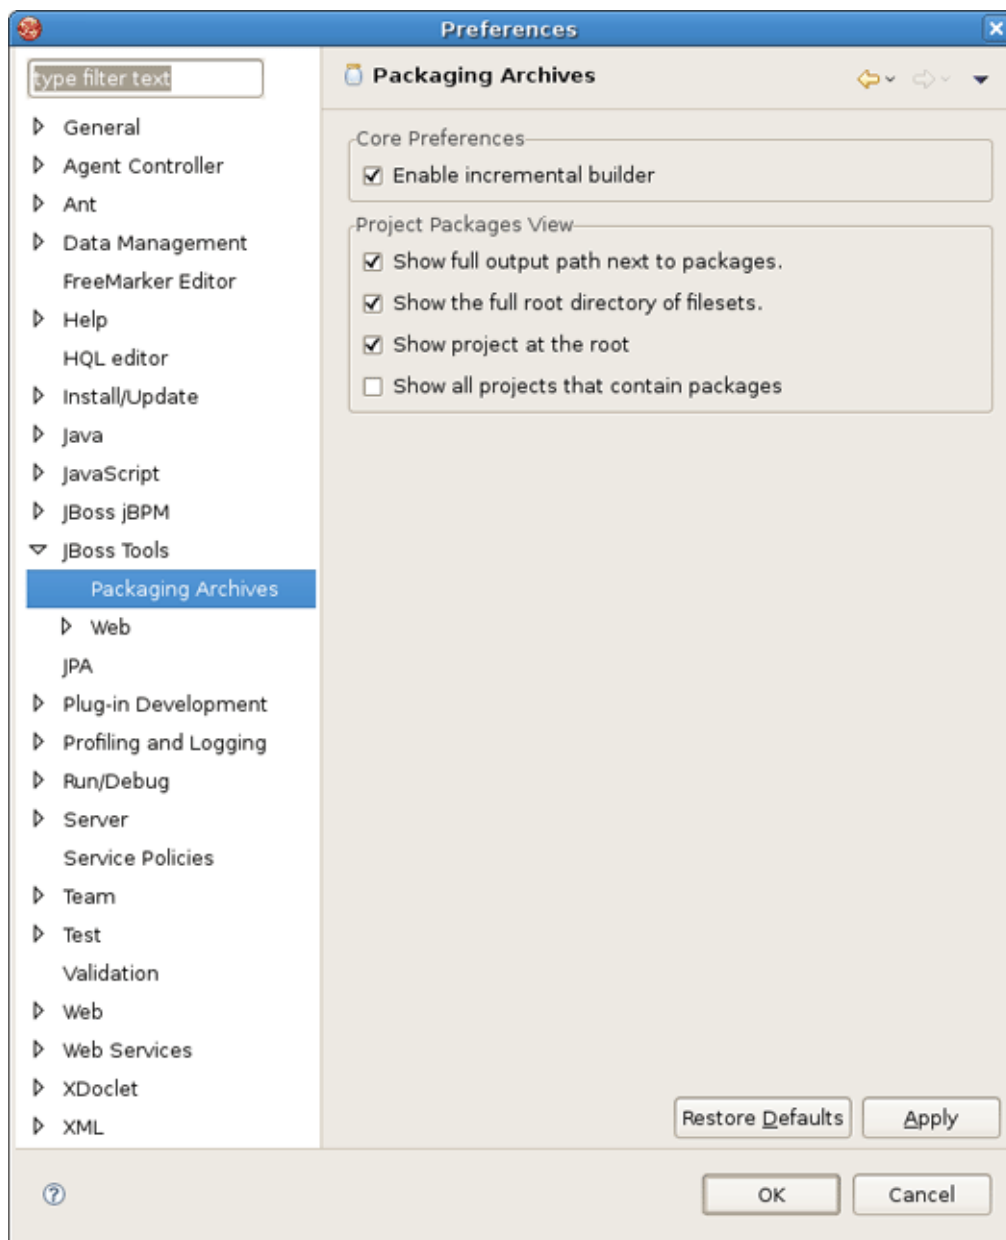 Preferences
type filter text
General
Agent Controller
Ant
Data Management
FreeMarker Editor
Help
HQL editor
Install/Update
Java
JavaScript
JBoss jBPM
JBoss Tools
Packaging Archives
Web
JPA
Plug-in Development
Profiling and Logging
Run/Debug
Server
Service Policies
Team
Test
Validation
Web
Web Services
XDoclet
XML
Packaging Archives
Core Preferences
Enable incremental builder
Project Packages View
Show full output path next to packages.
Show the full root directory of filesets.
Show project at the root
Show all projects that contain packages
Restore Defaults
Apply
?
OK
Cancel